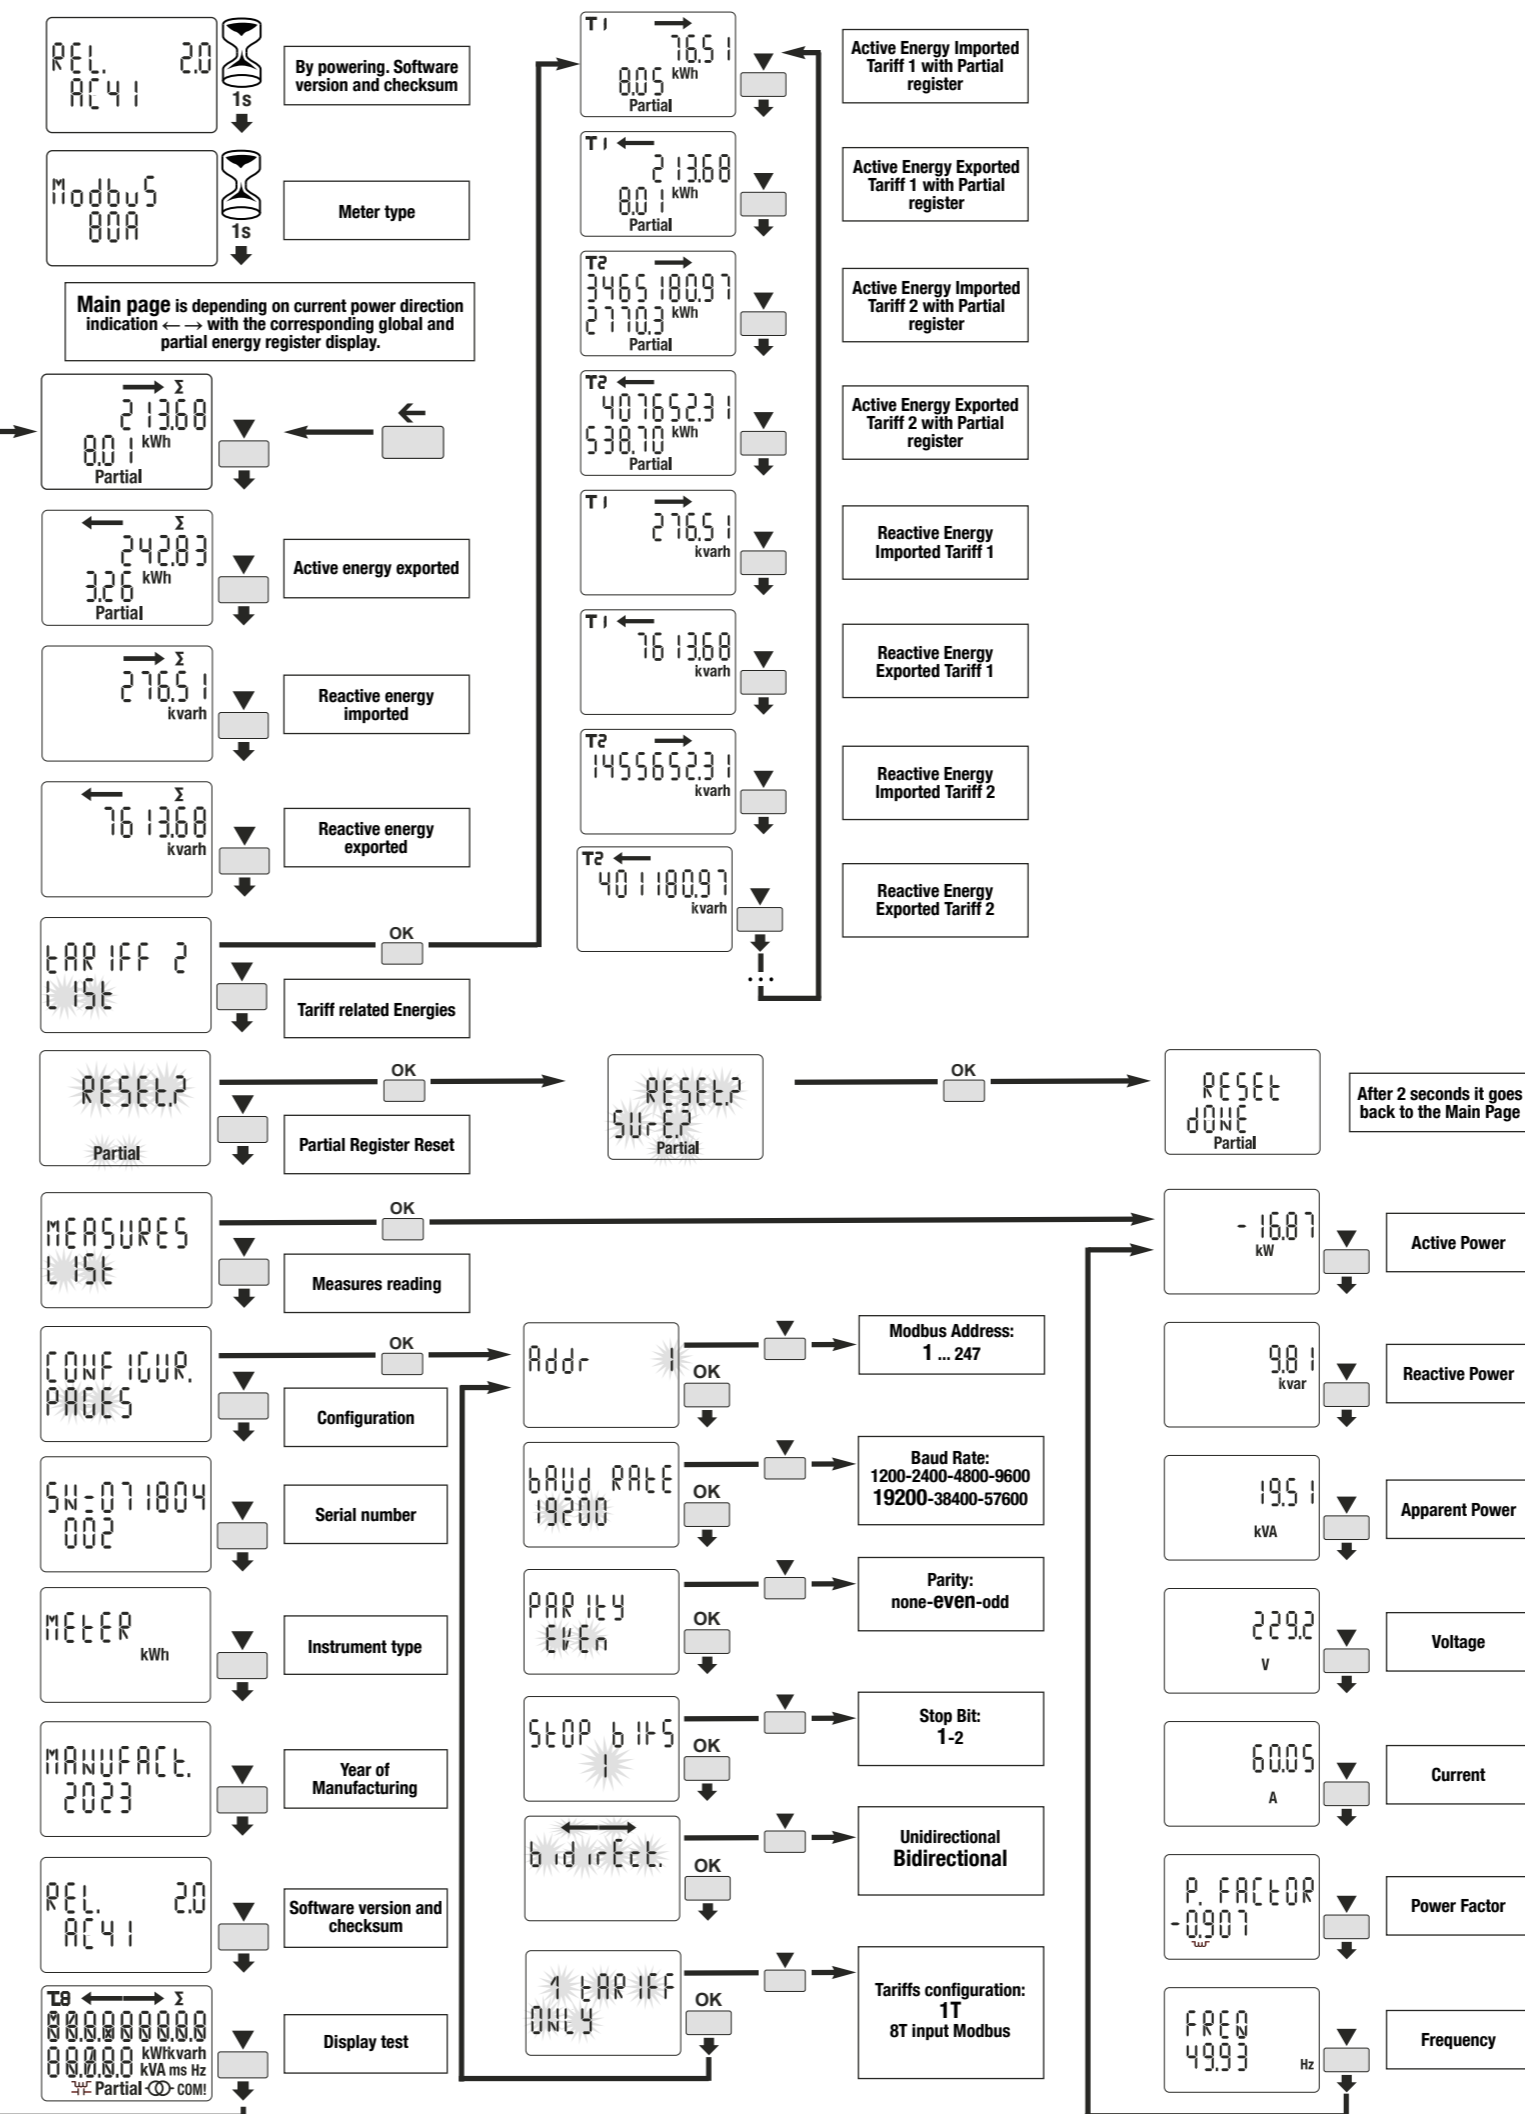 REL. 2.0
AC41
1s
By powering. Software
version and checksum
ModbuS
80A
1s
Meter type
Main page is depending on current power direction
indication ←→ with the corresponding global and
partial energy register display.
→ Σ
213.68
8.01 kWh
Partial
←
← Σ
242.83
3.26 kWh
Partial
Active energy exported
→ Σ
276.51
kvarh
Reactive energy
imported
← Σ
7613.68
kvarh
Reactive energy
exported
tARIFF 2
LISt
OK
Tariff related Energies
T1 →
76.51
8.05 kWh
Partial
Active Energy Imported
Tariff 1 with Partial
register
T1 ←
213.68
8.01 kWh
Partial
Active Energy Exported
Tariff 1 with Partial
register
T2 →
3465180.97
2770.3 kWh
Partial
Active Energy Imported
Tariff 2 with Partial
register
T2 ←
407652.31
538.70 kWh
Partial
Active Energy Exported
Tariff 2 with Partial
register
T1 →
276.51
kvarh
Reactive Energy
Imported Tariff 1
T1 ←
7613.68
kvarh
Reactive Energy
Exported Tariff 1
T2 →
1455652.31
kvarh
Reactive Energy
Imported Tariff 2
T2 ←
401180.97
kvarh
Reactive Energy
Exported Tariff 2
...
RESEt.?
Partial
OK
Partial Register Reset
RESEt.?
SUrE.?
Partial
OK
RESEt
dONE
Partial
After 2 seconds it goes
back to the Main Page
MEASURES
LISt
OK
Measures reading
CONFIGUR.
PAGES
OK
Configuration
SN-071804
002
Serial number
MEtER
kWh
Instrument type
MANUFACt.
2023
Year of
Manufacturing
REL. 2.0
AC41
Software version and
checksum
T.8 ←→ Σ
kWhkvarh
kVA ms Hz
Partial COM!
Display test
Addr 1
OK
Modbus Address:
1 ... 247
bAUd RAtE
19200
OK
Baud Rate:
1200-2400-4800-9600
19200-38400-57600
PARItY
EVEn
OK
Parity:
none-even-odd
StOP bItS
1
OK
Stop Bit:
1-2
←→
bidirEct.
OK
Unidirectional
Bidirectional
1 tARIFF
ONLY
OK
Tariffs configuration:
1T
8T input Modbus
-16.87
kW
Active Power
9.81
kvar
Reactive Power
19.51
kVA
Apparent Power
229.2
V
Voltage
60.05
A
Current
P. FACtOR
-0.907
Power Factor
FREQ
49.93 Hz
Frequency